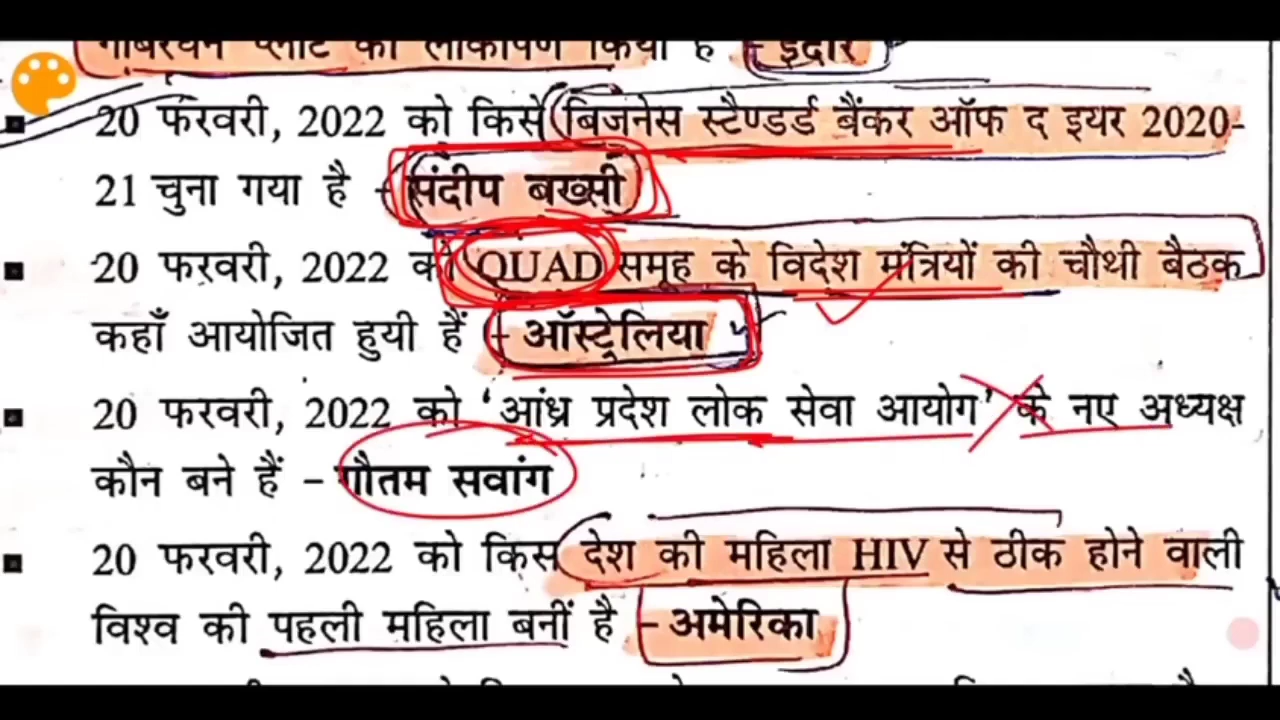 गोबरधन प्लांट का लोकार्पण किया है - इंदौर
20 फरवरी, 2022 को किसे बिजनेस स्टैण्डर्ड बैंकर ऑफ द इयर 2020-
21 चुना गया है - संदीप बख्सी
20 फरवरी, 2022 को QUAD समूह के विदेश मंत्रियों की चौथी बैठक
कहाँ आयोजित हुयी हैं - ऑस्ट्रेलिया
20 फरवरी, 2022 को ‘आंध्र प्रदेश लोक सेवा आयोग’ के नए अध्यक्ष
कौन बने हैं - गौतम सवांग
20 फरवरी, 2022 को किस देश की महिला HIV से ठीक होने वाली
विश्व की पहली महिला बनीं है - अमेरिका